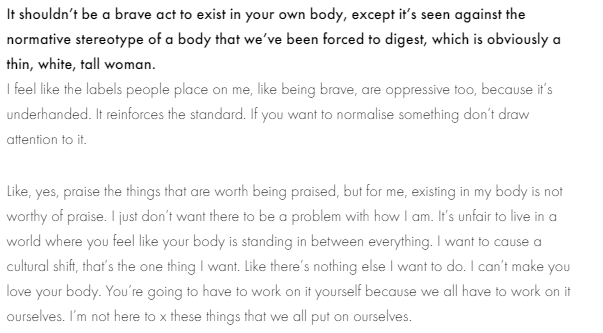 It shouldn't be a brave act to exist in your own body, except it's seen against the
normative stereotype of a body that we've been forced to digest, which is obviously a
thin, white, tall woman.
I feel like the labels people place on me, like being brave, are oppressive too, because it's
underhanded. It reinforces the standard. If you want to normalise something don't draw
attention to it.
Like, yes, praise the things that are worth being praised, but for me, existing in my body is not
worthy of praise. I just don't want there to be a problem with how I am. It's unfair to live in a
world where you feel like your body is standing in between everything. I want to cause a
cultural shift, that's the one thing I want. Like there's nothing else I want to do. I can't make you
love your body. You're going to have to work on it yourself because we all have to work on it
ourselves. I'm not here to x these things that we all put on ourselves.